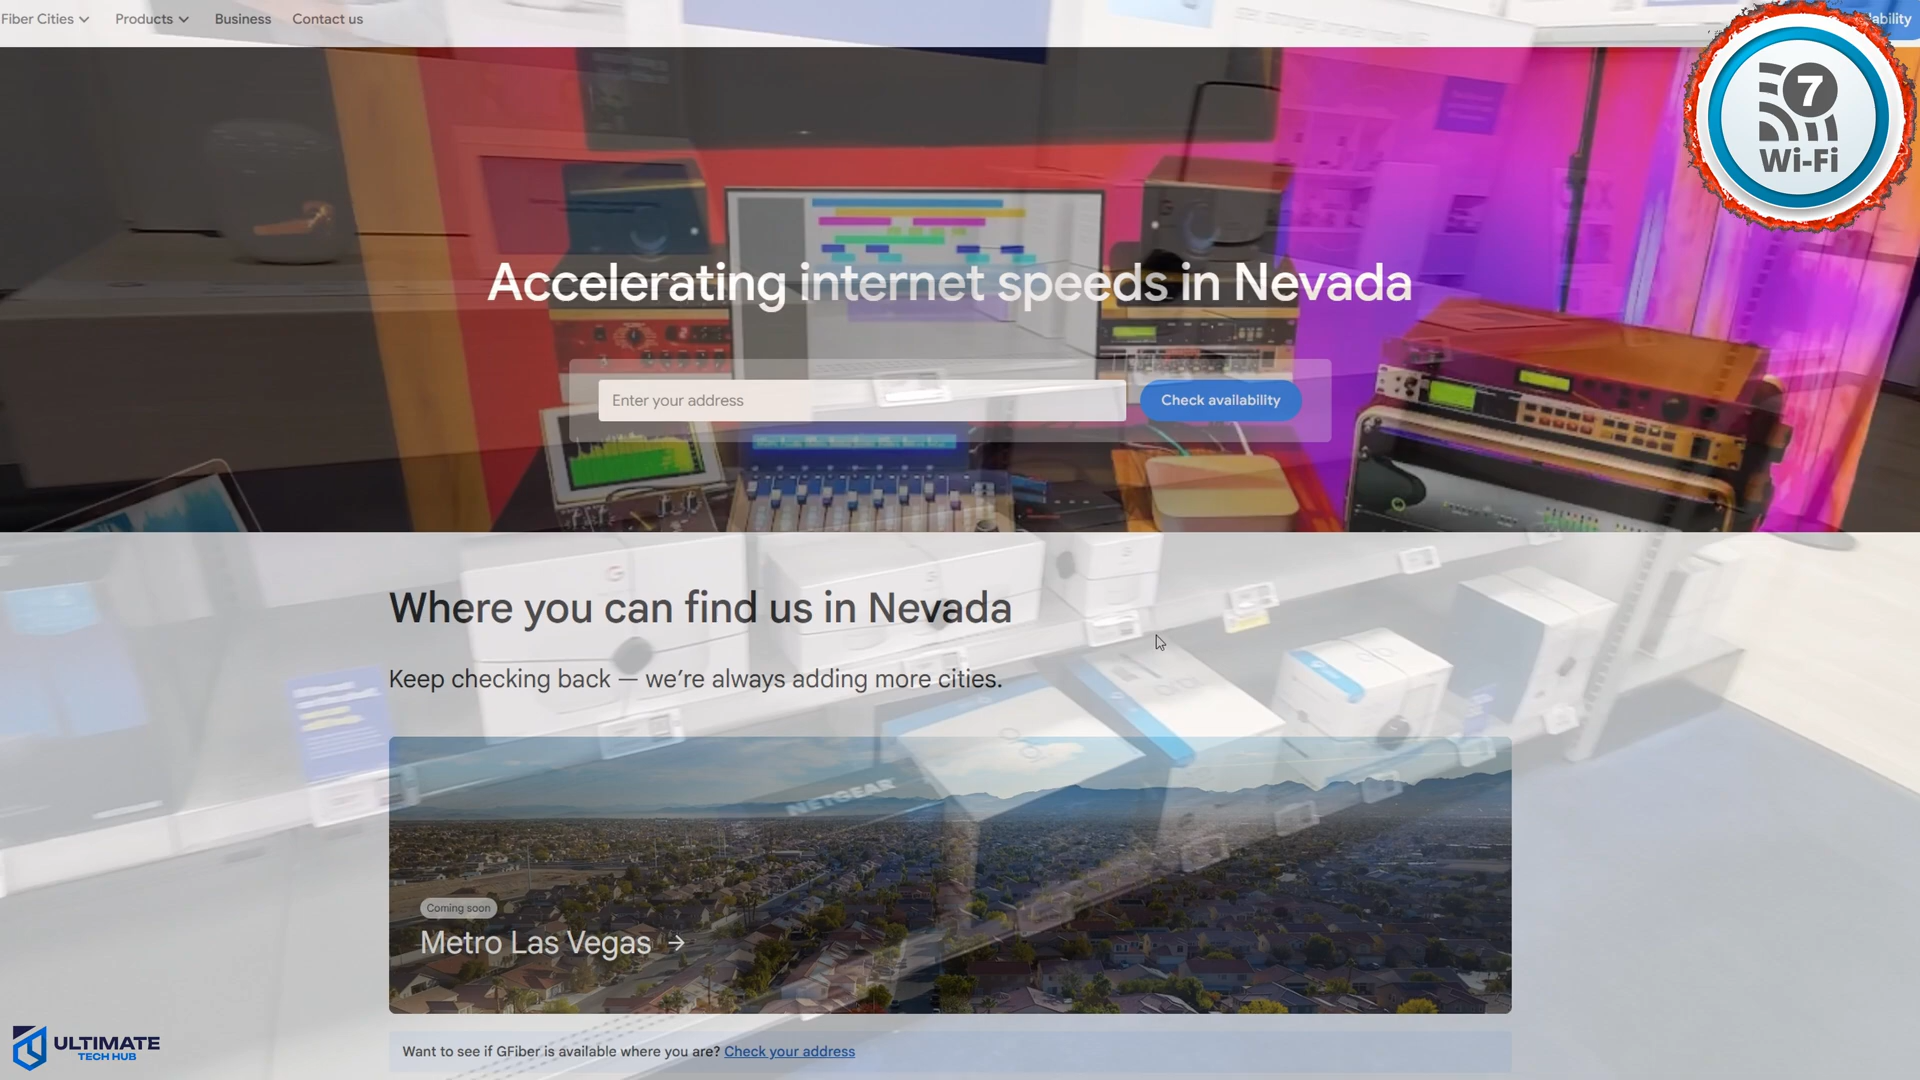 Fiber Cities
Products
Business
Contact us
ability
7
Wi-Fi
Accelerating internet speeds in Nevada
Enter your address
Check availability
Where you can find us in Nevada
Keep checking back — we're always adding more cities.
NETGEAR
Coming soon
Metro Las Vegas →
Want to see if GFiber is available where you are? Check your address
ULTIMATE
TECH HUB